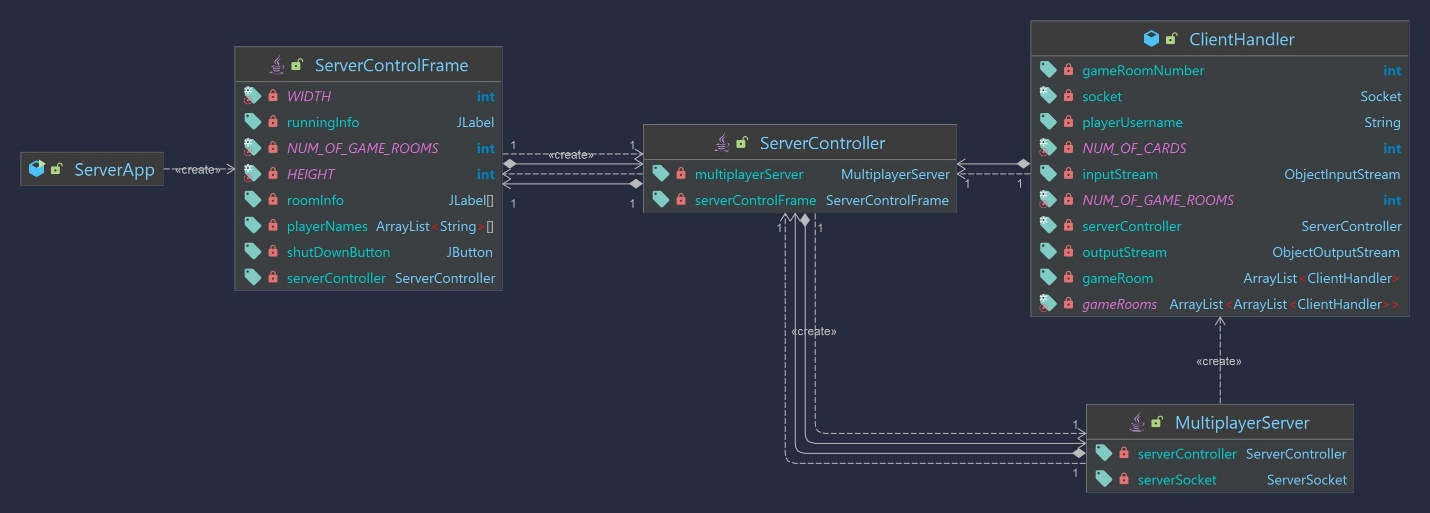 ServerApp
«create»
ServerControlFrame
WIDTH int
runningInfo JLabel
NUM_OF_GAME_ROOMS int
HEIGHT int
roomInfo JLabel[]
playerNames ArrayList<String>[]
shutDownButton JButton
serverController ServerController
1 «create» 1
1 1
ServerController
multiplayerServer MultiplayerServer
serverControlFrame ServerControlFrame
1 1
1 1
«create»
1
1
ClientHandler
gameRoomNumber int
socket Socket
playerUsername String
NUM_OF_CARDS int
inputStream ObjectInputStream
NUM_OF_GAME_ROOMS int
serverController ServerController
outputStream ObjectOutputStream
gameRoom ArrayList<ClientHandler>
gameRooms ArrayList<ArrayList<ClientHandler>>
«create»
MultiplayerServer
serverController ServerController
serverSocket ServerSocket